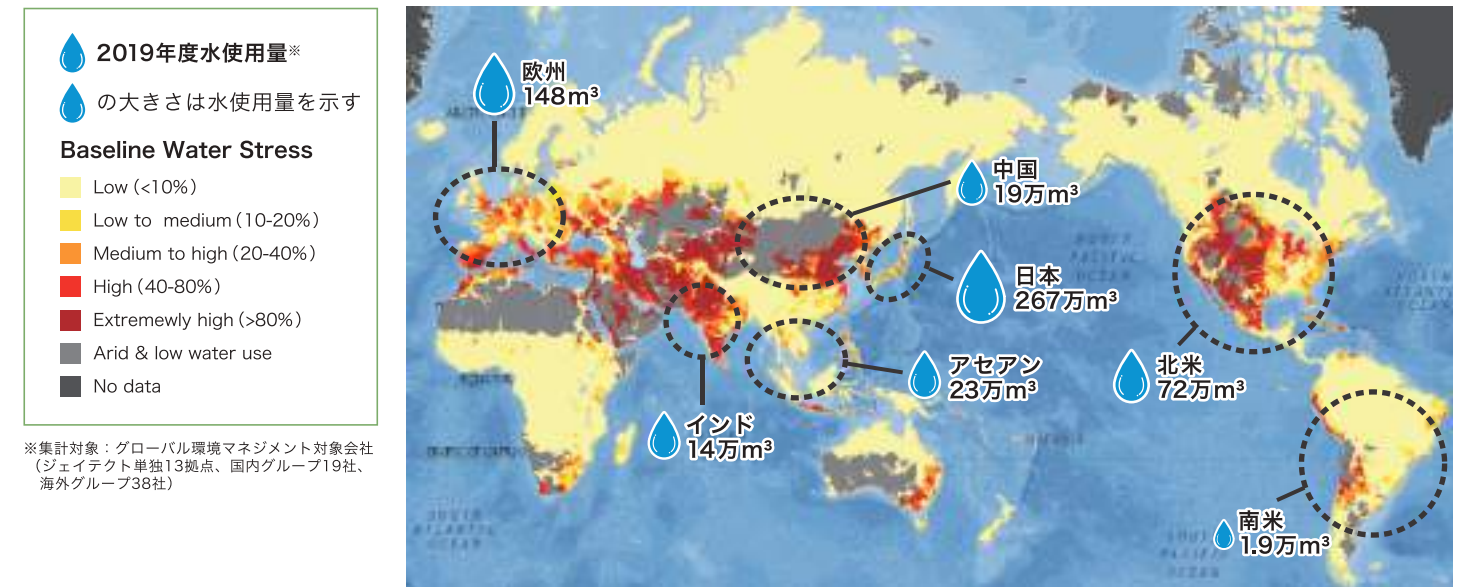 2019年度水使用量※
の大きさは水使用量を示す
Baseline Water Stress
Low (<10%)
Low to medium (10-20%)
Medium to high (20-40%)
High (40-80%)
Extremewly high (>80%)
Arid & low water use
No data
※集計対象：グローバル環境マネジメント対象会社
（ジェイテクト単独13拠点、国内グループ19社、
海外グループ38社）
欧州
148m³
中国
19万m³
日本
267万m³
アセアン
23万m³
インド
14万m³
北米
72万m³
南米
1.9万m³